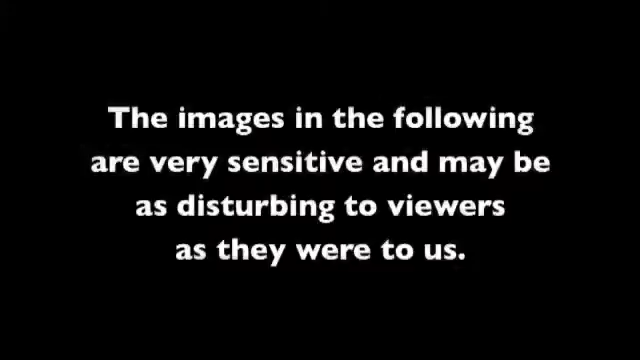 The images in the following
are very sensitive and may be
as disturbing to viewers
as they were to us.